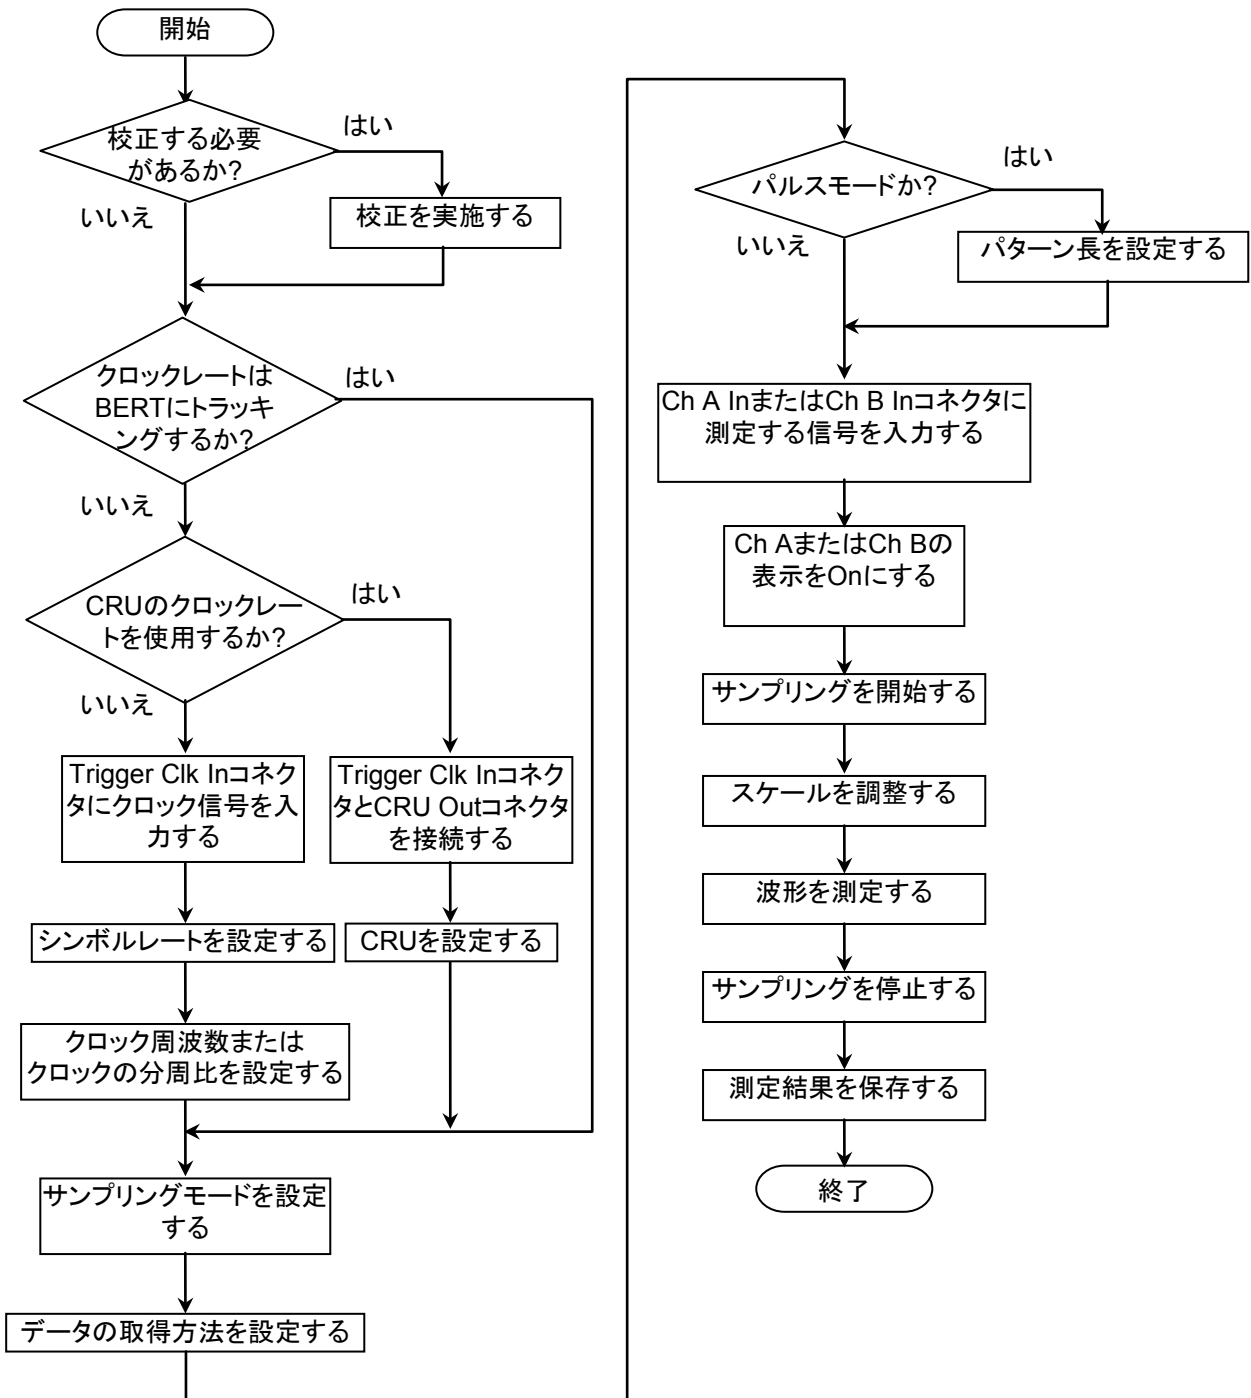 開始
校正する必要
があるか?
はい
いいえ
校正を実施する
クロックレートは
BERTにトラッキ
ングするか?
はい
いいえ
CRUのクロックレー
トを使用するか?
はい
いいえ
Trigger Clk Inコネク
タにクロック信号を入
力する
Trigger Clk Inコネク
タとCRU Outコネクタ
を接続する
シンボルレートを設定する
CRUを設定する
クロック周波数または
クロックの分周比を設定する
サンプリングモードを設定
する
データの取得方法を設定する
パルスモードか?
はい
いいえ
パターン長を設定する
Ch A InまたはCh B Inコネクタに
測定する信号を入力する
Ch AまたはCh Bの
表示をOnにする
サンプリングを開始する
スケールを調整する
波形を測定する
サンプリングを停止する
測定結果を保存する
終了